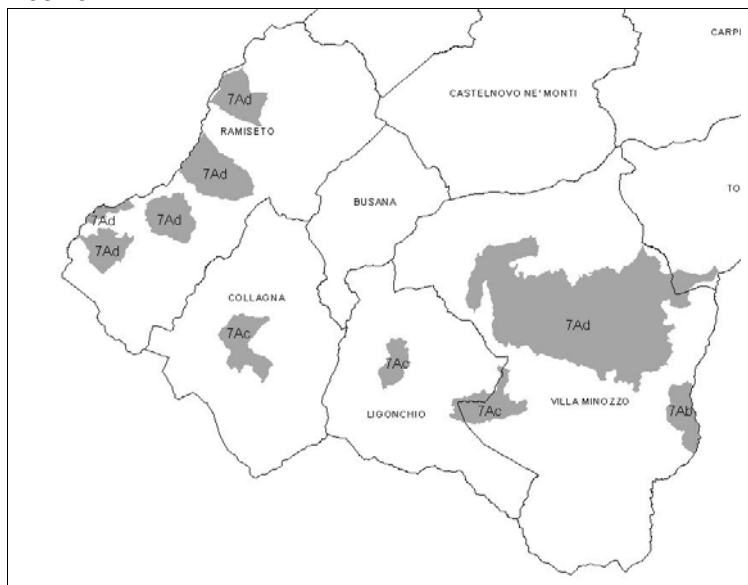 CARPI
CASTELNOVO NE' MONTI
7Ad
RAMISETO
7Ad
TO
BUSANA
7Ad
7Ad
7Ad
COLLAGNA
7Ac
7Ad
7Ac
LIGONCHIO
7Ac
VILLA MINOZZO
7Ab